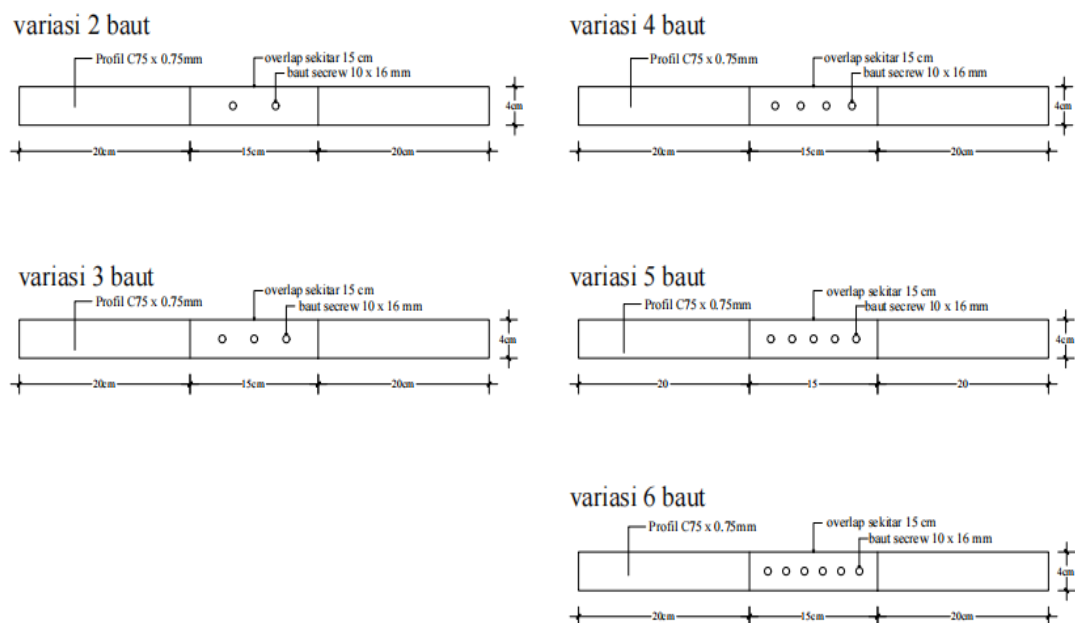 variasi 2 baut
Profil C75 x 0.75mm
overlap sekitar 15 cm
baut secrew 10 x 16 mm
4cm
20cm
15cm
20cm
variasi 4 baut
Profil C75 x 0.75mm
overlap sekitar 15 cm
baut secrew 10 x 16 mm
4cm
20cm
15cm
20cm
variasi 3 baut
Profil C75 x 0.75mm
overlap sekitar 15 cm
baut secrew 10 x 16 mm
4cm
20cm
15cm
20cm
variasi 5 baut
Profil C75 x 0.75mm
overlap sekitar 15 cm
baut secrew 10 x 16 mm
4cm
20
15
20
variasi 6 baut
Profil C75 x 0.75mm
overlap sekitar 15 cm
baut secrew 10 x 16 mm
4cm
20cm
15cm
20cm